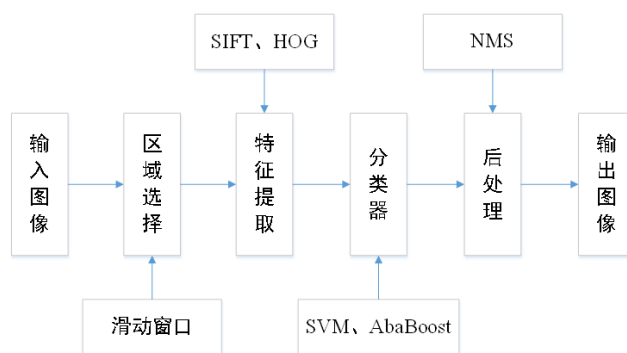 SIFT、HOG
NMS
输入图像
区域选择
特征提取
分类器
后处理
输出图像
滑动窗口
SVM、AbaBoost